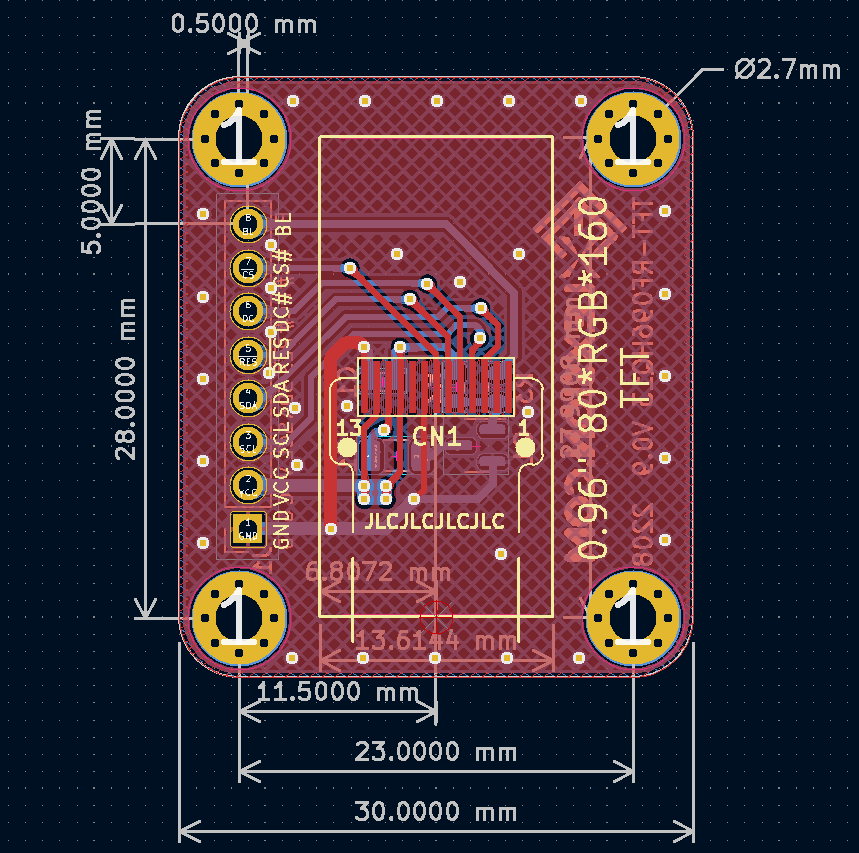 0.5000 mm
Ø2.7mm
5.0000 mm
28.0000 mm
1
1
8
BL
BL
7
CS
CS#
6
DC
DC#
5
RES
RES
4
SDA
SDA
3
SCL
SCL
2
VCC
VCC
1
GND
GND
13
CN1
1
JLCJLCJLCJLC
0.96" 80*RGB*160
TFT
6.8072 mm
13.6144 mm
1
1
11.5000 mm
23.0000 mm
30.0000 mm